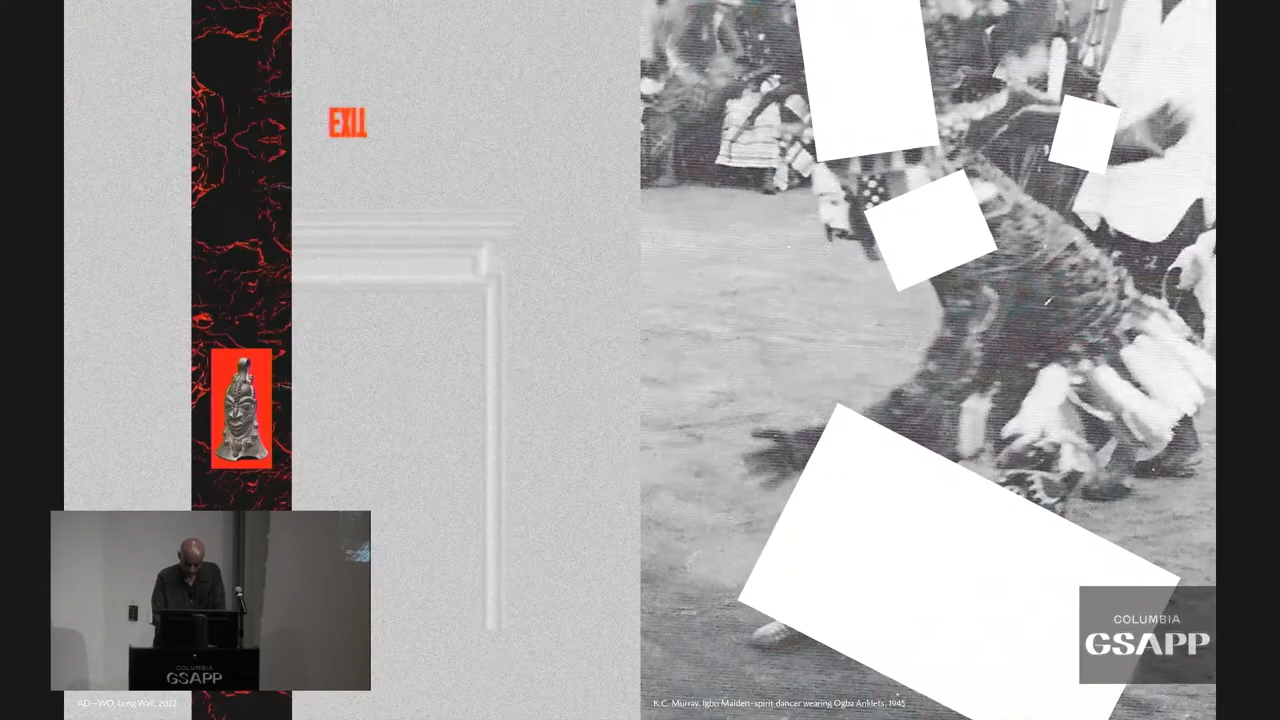 EXIT
COLUMBIA
GSAPP
COLUMBIA
GSAPP
AD—WO, Long Wall, 2022
K.C. Murray, Igbo Maiden-spirit dancer wearing Ogba Anklets, 1945